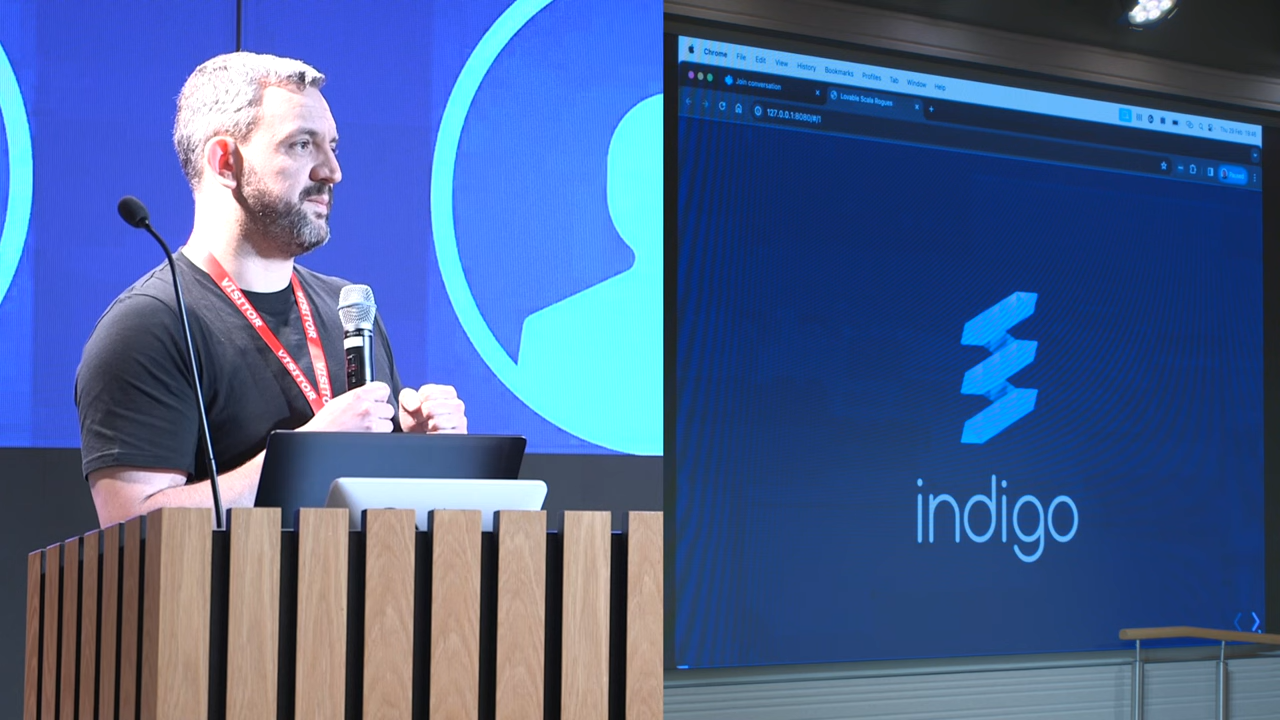 VISITOR
VISITOR
VISITOR
Chrome File Edit View History Bookmarks Profiles Tab Window Help
Join conversation
Lovable Scala Rogues
127.0.0.1:8080/#/1
indigo